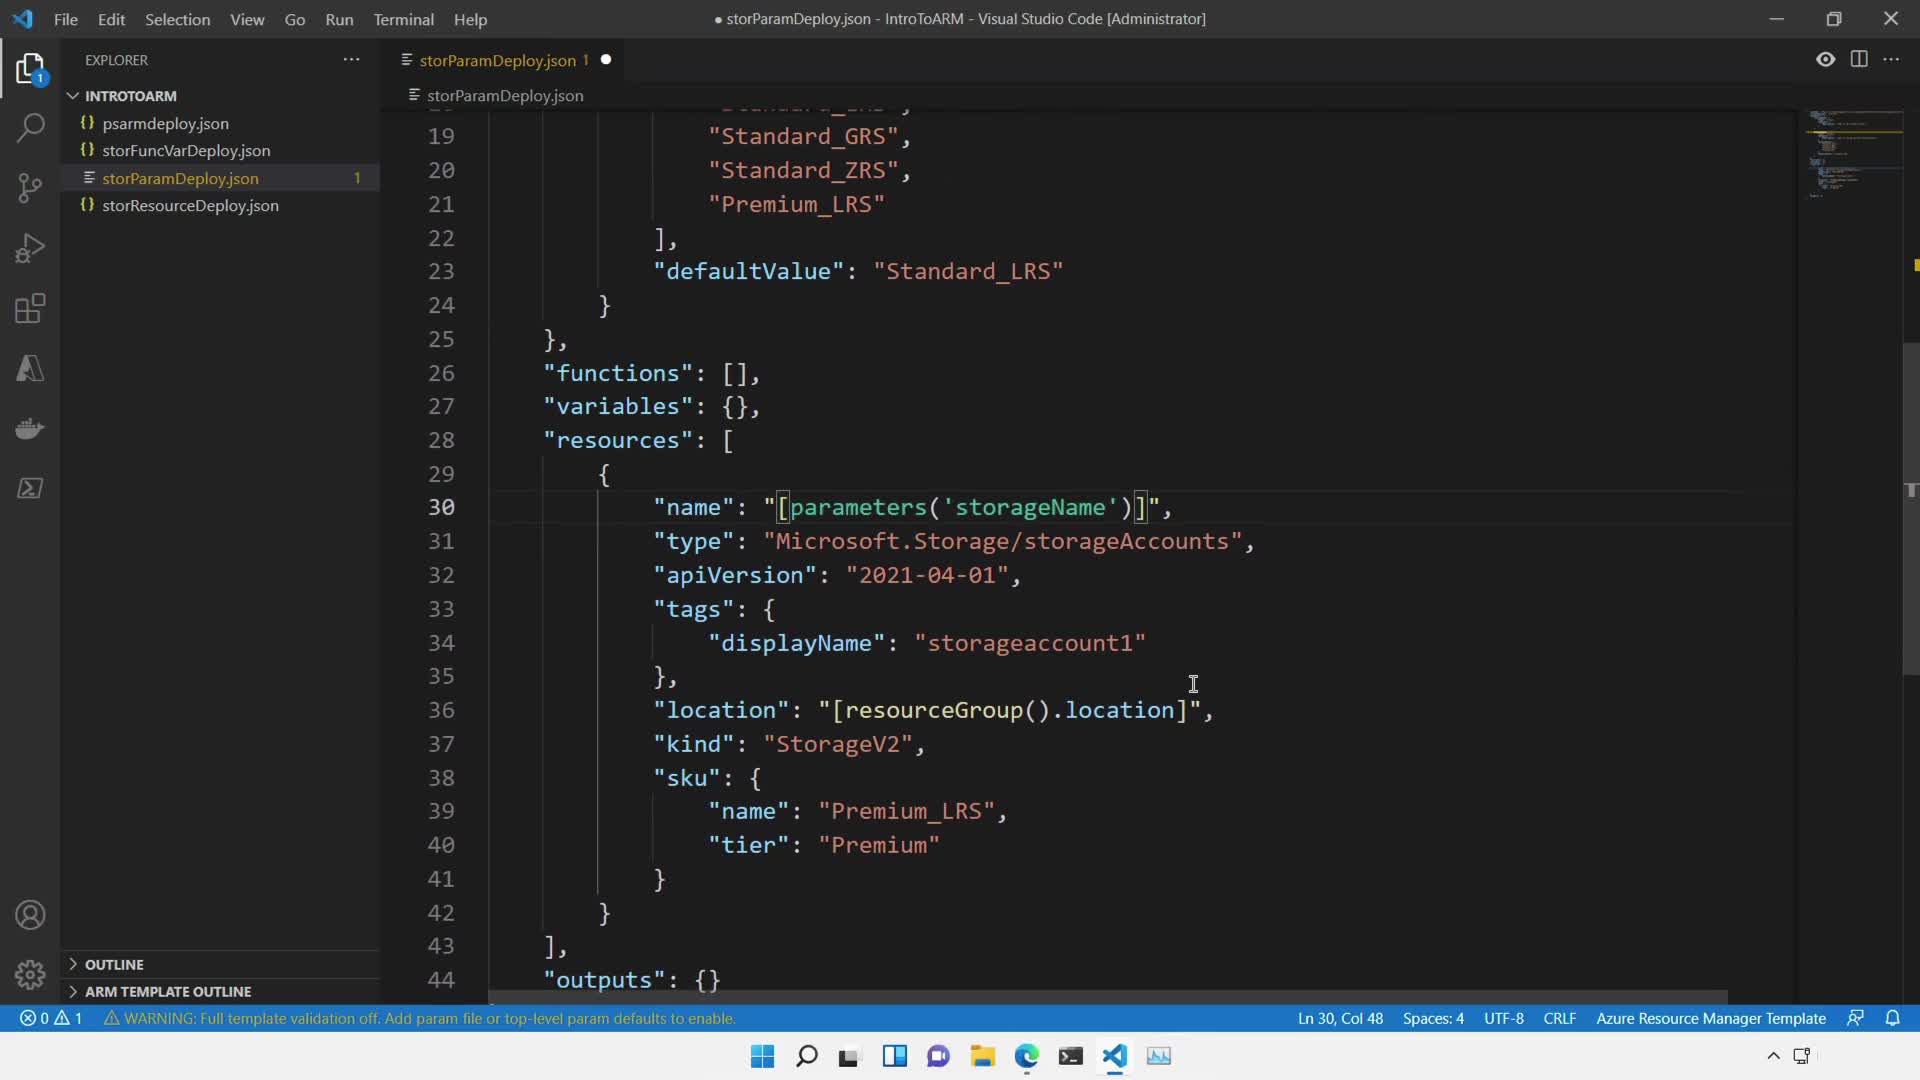 File Edit Selection View Go Run Terminal Help
● storParamDeploy.json - IntroToARM - Visual Studio Code [Administrator]
EXPLORER
storParamDeploy.json 1
INTROTOARM
storParamDeploy.json
psarmdeploy.json
storFuncVarDeploy.json
storParamDeploy.json 1
storResourceDeploy.json
1
19 "Standard_GRS",
20 "Standard_ZRS",
21 "Premium_LRS"
22 ],
23 "defaultValue": "Standard_LRS"
24 }
25 },
26 "functions": [],
27 "variables": {},
28 "resources": [
29 {
30 "name": "[parameters('storageName')]",
31 "type": "Microsoft.Storage/storageAccounts",
32 "apiVersion": "2021-04-01",
33 "tags": {
34 "displayName": "storageaccount1"
35 },
36 "location": "[resourceGroup().location]",
37 "kind": "StorageV2",
38 "sku": {
39 "name": "Premium_LRS",
40 "tier": "Premium"
41 }
42 }
43 ],
44 "outputs": {}
OUTLINE
ARM TEMPLATE OUTLINE
0 1 WARNING: Full template validation off. Add param file or top-level param defaults to enable.
Ln 30, Col 48 Spaces: 4 UTF-8 CRLF Azure Resource Manager Template